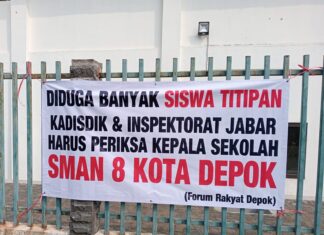 DIDUGA BANYAK SISWA TITIPAN
KADISDIK & INSPEKTORAT JABAR
HARUS PERIKSA KEPALA SEKOLAH
SMAN 8 KOTA DEPOK
(Forum Rakyat Depok)